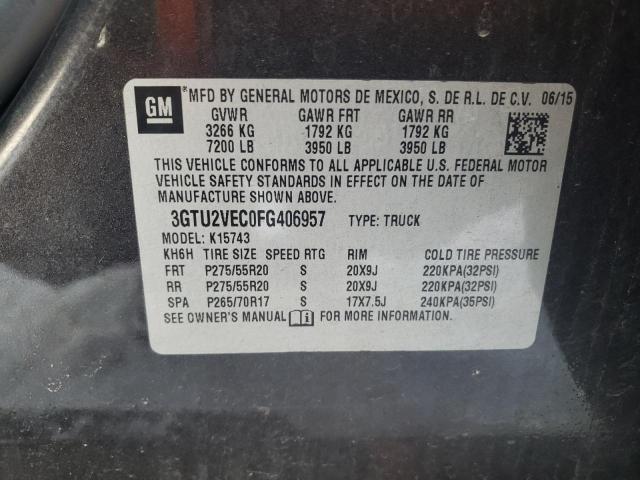 GM *MFD BY GENERAL MOTORS DE MEXICO, S. DE R.L. DE C.V. 06/15
GVWR GAWR FRT GAWR RR
3266 KG 1792 KG 1792 KG
7200 LB 3950 LB 3950 LB
THIS VEHICLE CONFORMS TO ALL APPLICABLE U.S. FEDERAL MOTOR
VEHICLE SAFETY STANDARDS IN EFFECT ON THE DATE OF
MANUFACTURE SHOWN ABOVE.
3GTU2VEC0FG406957 TYPE: TRUCK
MODEL: K15743
KH6H TIRE SIZE SPEED RTG RIM COLD TIRE PRESSURE
FRT P275/55R20 S 20X9J 220KPA(32PSI)
RR P275/55R20 S 20X9J 220KPA(32PSI)
SPA P265/70R17 S 17X7.5J 240KPA(35PSI)
SEE OWNER'S MANUAL FOR MORE INFORMATION.